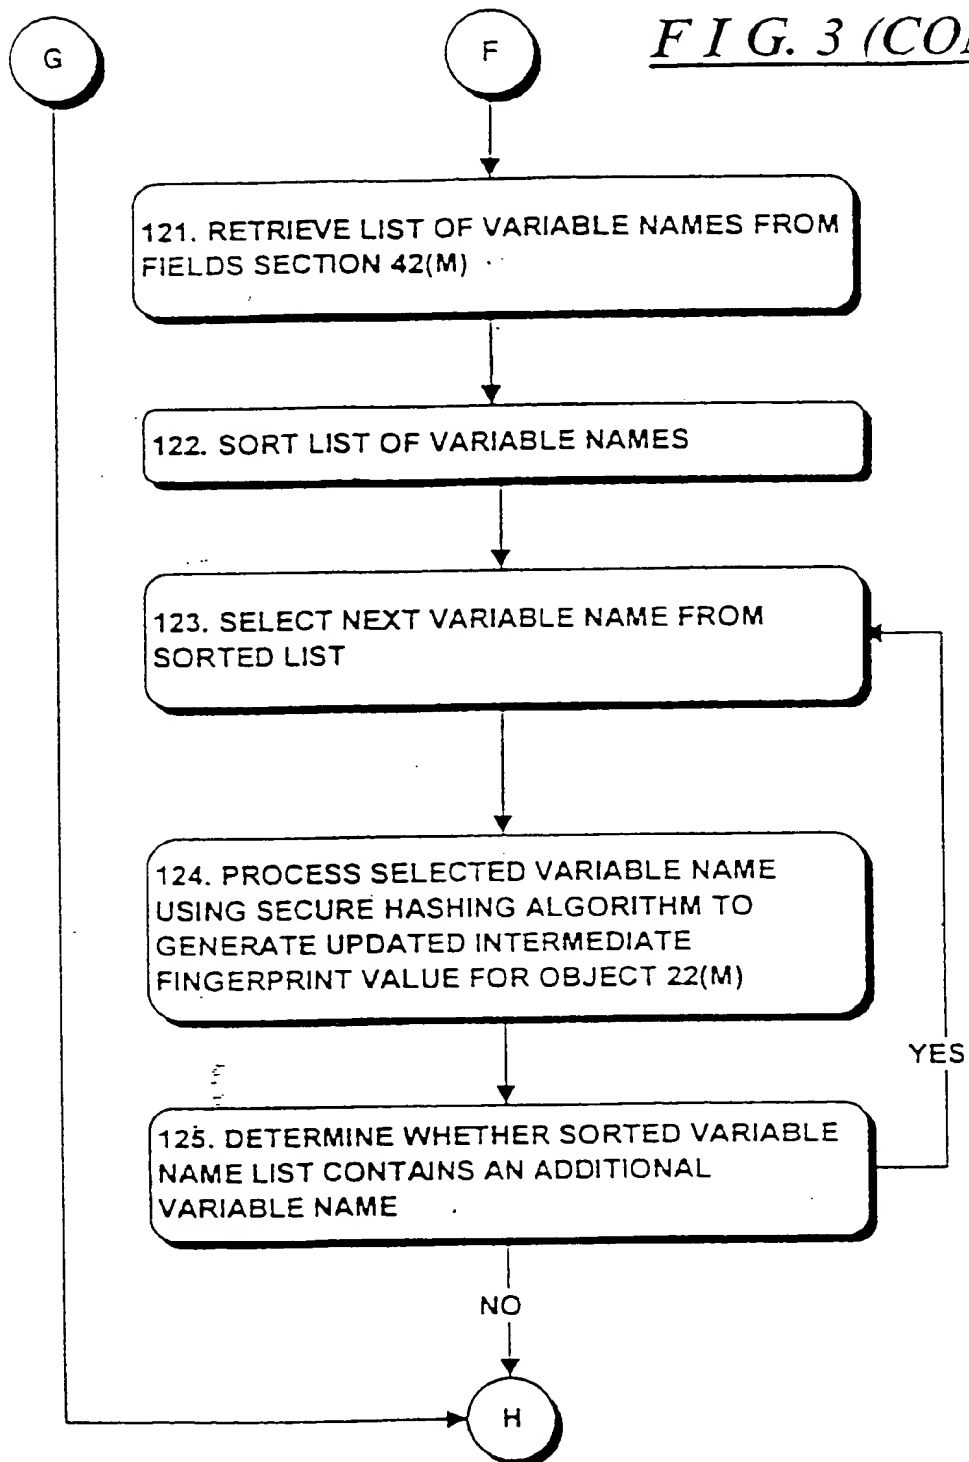 G
F
F I G. 3
121. RETRIEVE LIST OF VARIABLE NAMES FROM
FIELDS SECTION 42(M)
122. SORT LIST OF VARIABLE NAMES
123. SELECT NEXT VARIABLE NAME FROM
SORTED LIST
124. PROCESS SELECTED VARIABLE NAME
USING SECURE HASHING ALGORITHM TO
GENERATE UPDATED INTERMEDIATE
FINGERPRINT VALUE FOR OBJECT 22(M)
YES
125. DETERMINE WHETHER SORTED VARIABLE
NAME LIST CONTAINS AN ADDITIONAL
VARIABLE NAME
NO
H